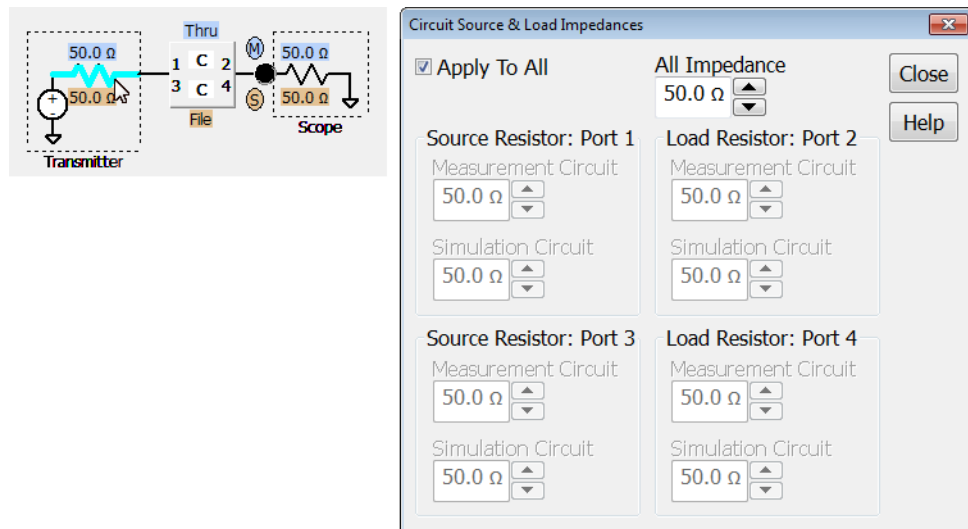 Thru
50.0 Ω
1 C 2
M
50.0 Ω
50.0 Ω
3 C 4
S
50.0 Ω
+
-
File
Scope
Transmitter
Circuit Source & Load Impedances
Apply To All
All Impedance
50.0 Ω
Close
Help
Source Resistor: Port 1
Measurement Circuit
50.0 Ω
Simulation Circuit
50.0 Ω
Load Resistor: Port 2
Measurement Circuit
50.0 Ω
Simulation Circuit
50.0 Ω
Source Resistor: Port 3
Measurement Circuit
50.0 Ω
Simulation Circuit
50.0 Ω
Load Resistor: Port 4
Measurement Circuit
50.0 Ω
Simulation Circuit
50.0 Ω